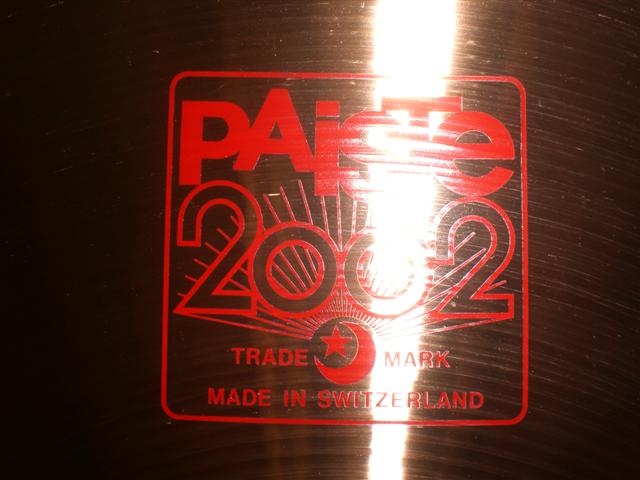 PAiSTe
2002
TRADE MARK
MADE IN SWITZERLAND